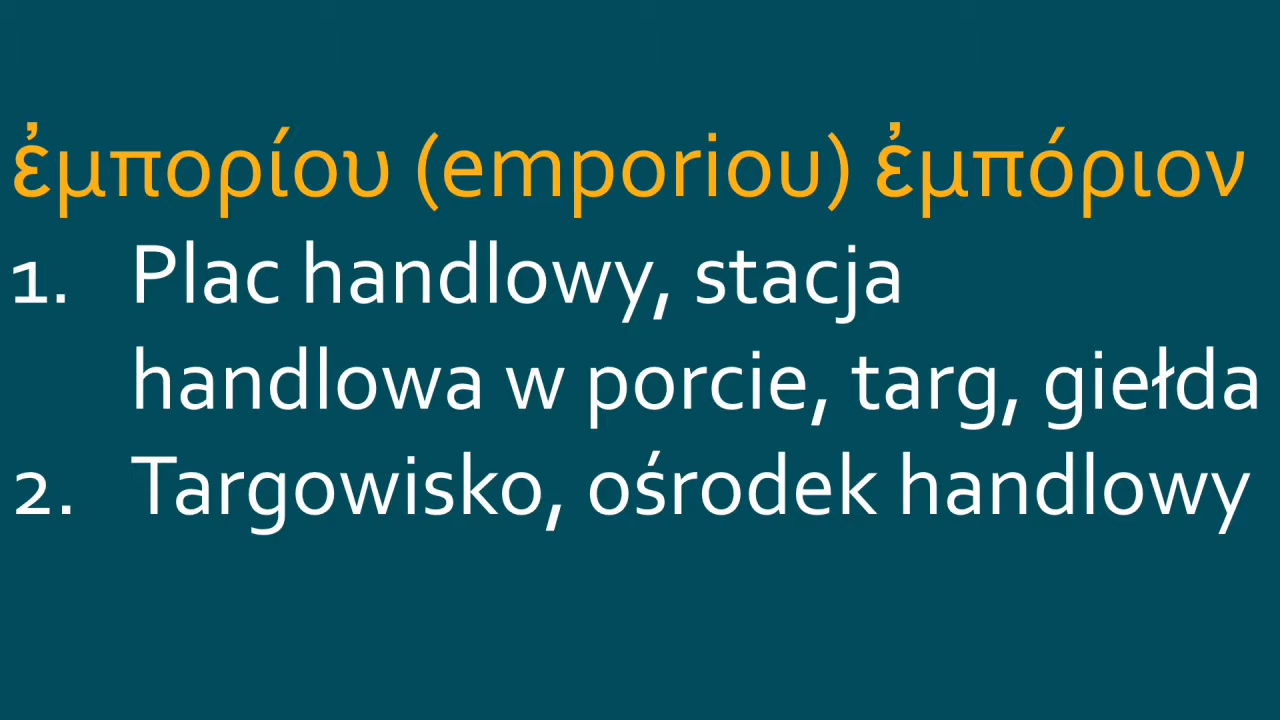 ἐμπορίου (emporiou) ἐμπόριον
1. Plac handlowy, stacja
handlowa w porcie, targ, giełda
2. Targowisko, ośrodek handlowy